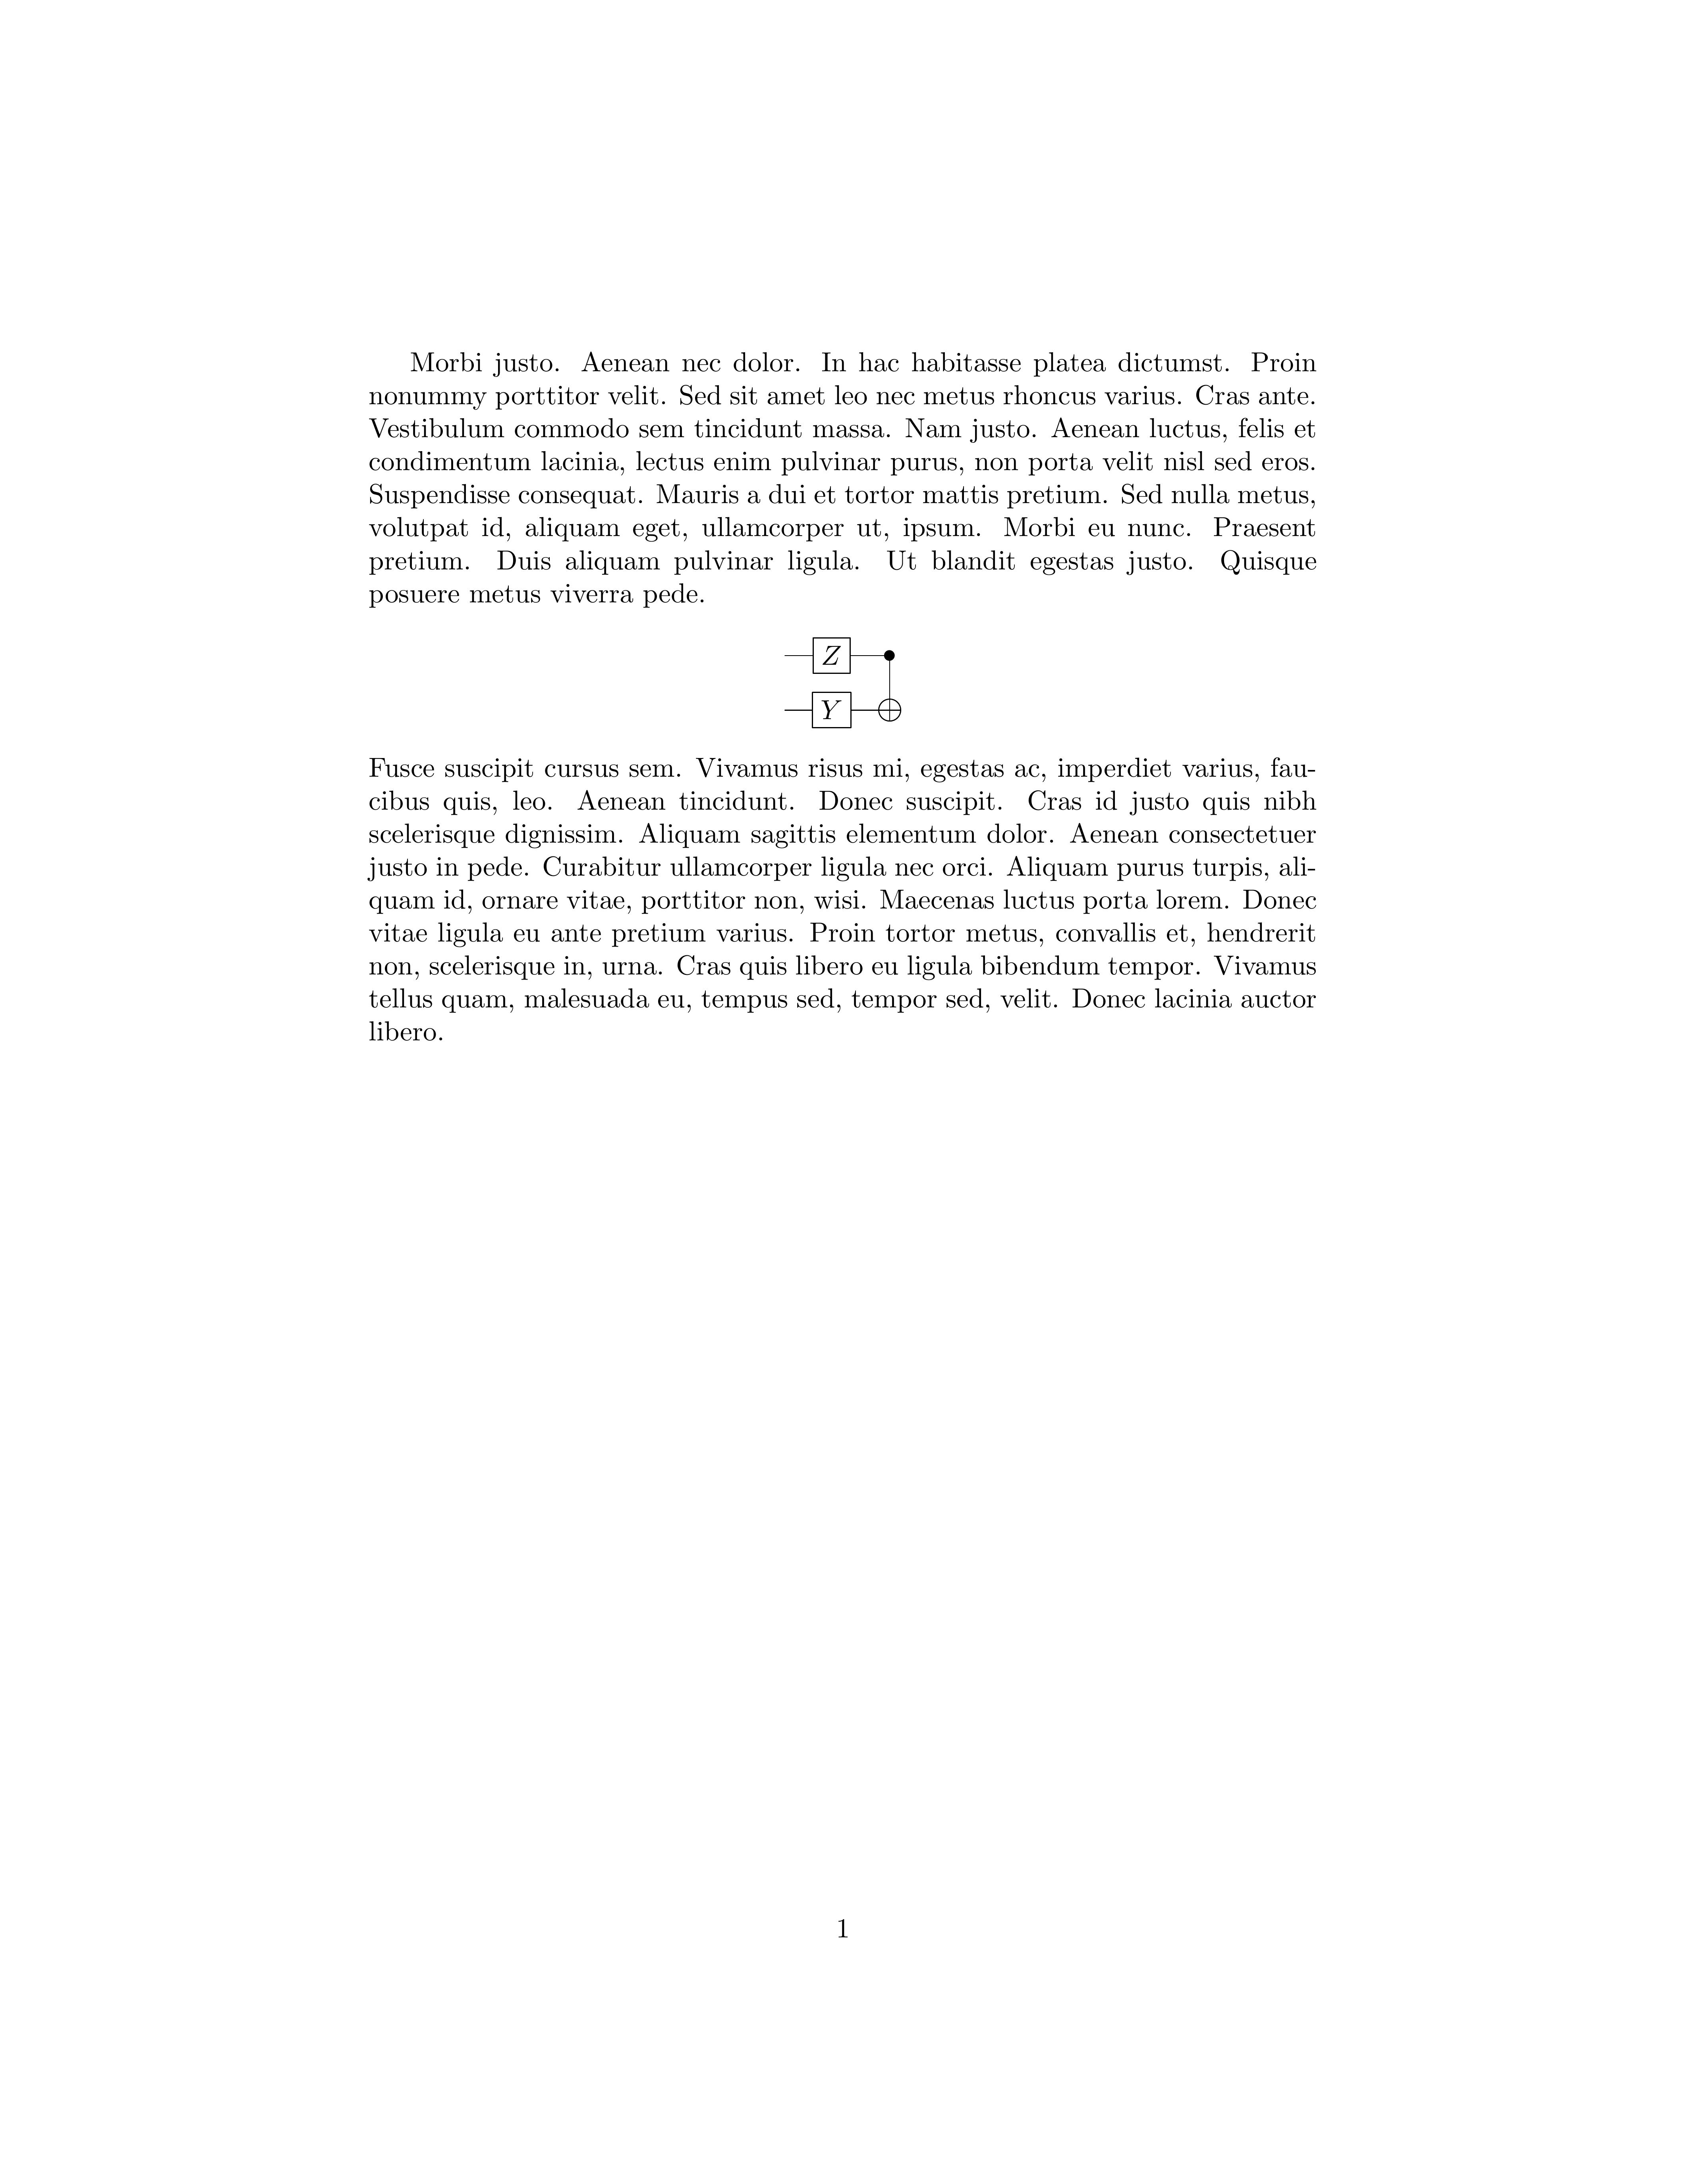 Morbi justo. Aenean nec dolor. In hac habitasse platea dictumst. Proin
nonummy porttitor velit. Sed sit amet leo nec metus rhoncus varius. Cras ante.
Vestibulum commodo sem tincidunt massa. Nam justo. Aenean luctus, felis et
condimentum lacinia, lectus enim pulvinar purus, non porta velit nisl sed eros.
Suspendisse consequat. Mauris a dui et tortor mattis pretium. Sed nulla metus,
volutpat id, aliquam eget, ullamcorper ut, ipsum. Morbi eu nunc. Praesent
pretium. Duis aliquam pulvinar ligula. Ut blandit egestas justo. Quisque
posuere metus viverra pede.
Z
Y
Fusce suscipit cursus sem. Vivamus risus mi, egestas ac, imperdiet varius, fau-
cibus quis, leo. Aenean tincidunt. Donec suscipit. Cras id justo quis nibh
scelerisque dignissim. Aliquam sagittis elementum dolor. Aenean consectetuer
justo in pede. Curabitur ullamcorper ligula nec orci. Aliquam purus turpis, ali-
quam id, ornare vitae, porttitor non, wisi. Maecenas luctus porta lorem. Donec
vitae ligula eu ante pretium varius. Proin tortor metus, convallis et, hendrerit
non, scelerisque in, urna. Cras quis libero eu ligula bibendum tempor. Vivamus
tellus quam, malesuada eu, tempus sed, tempor sed, velit. Donec lacinia auctor
libero.
1